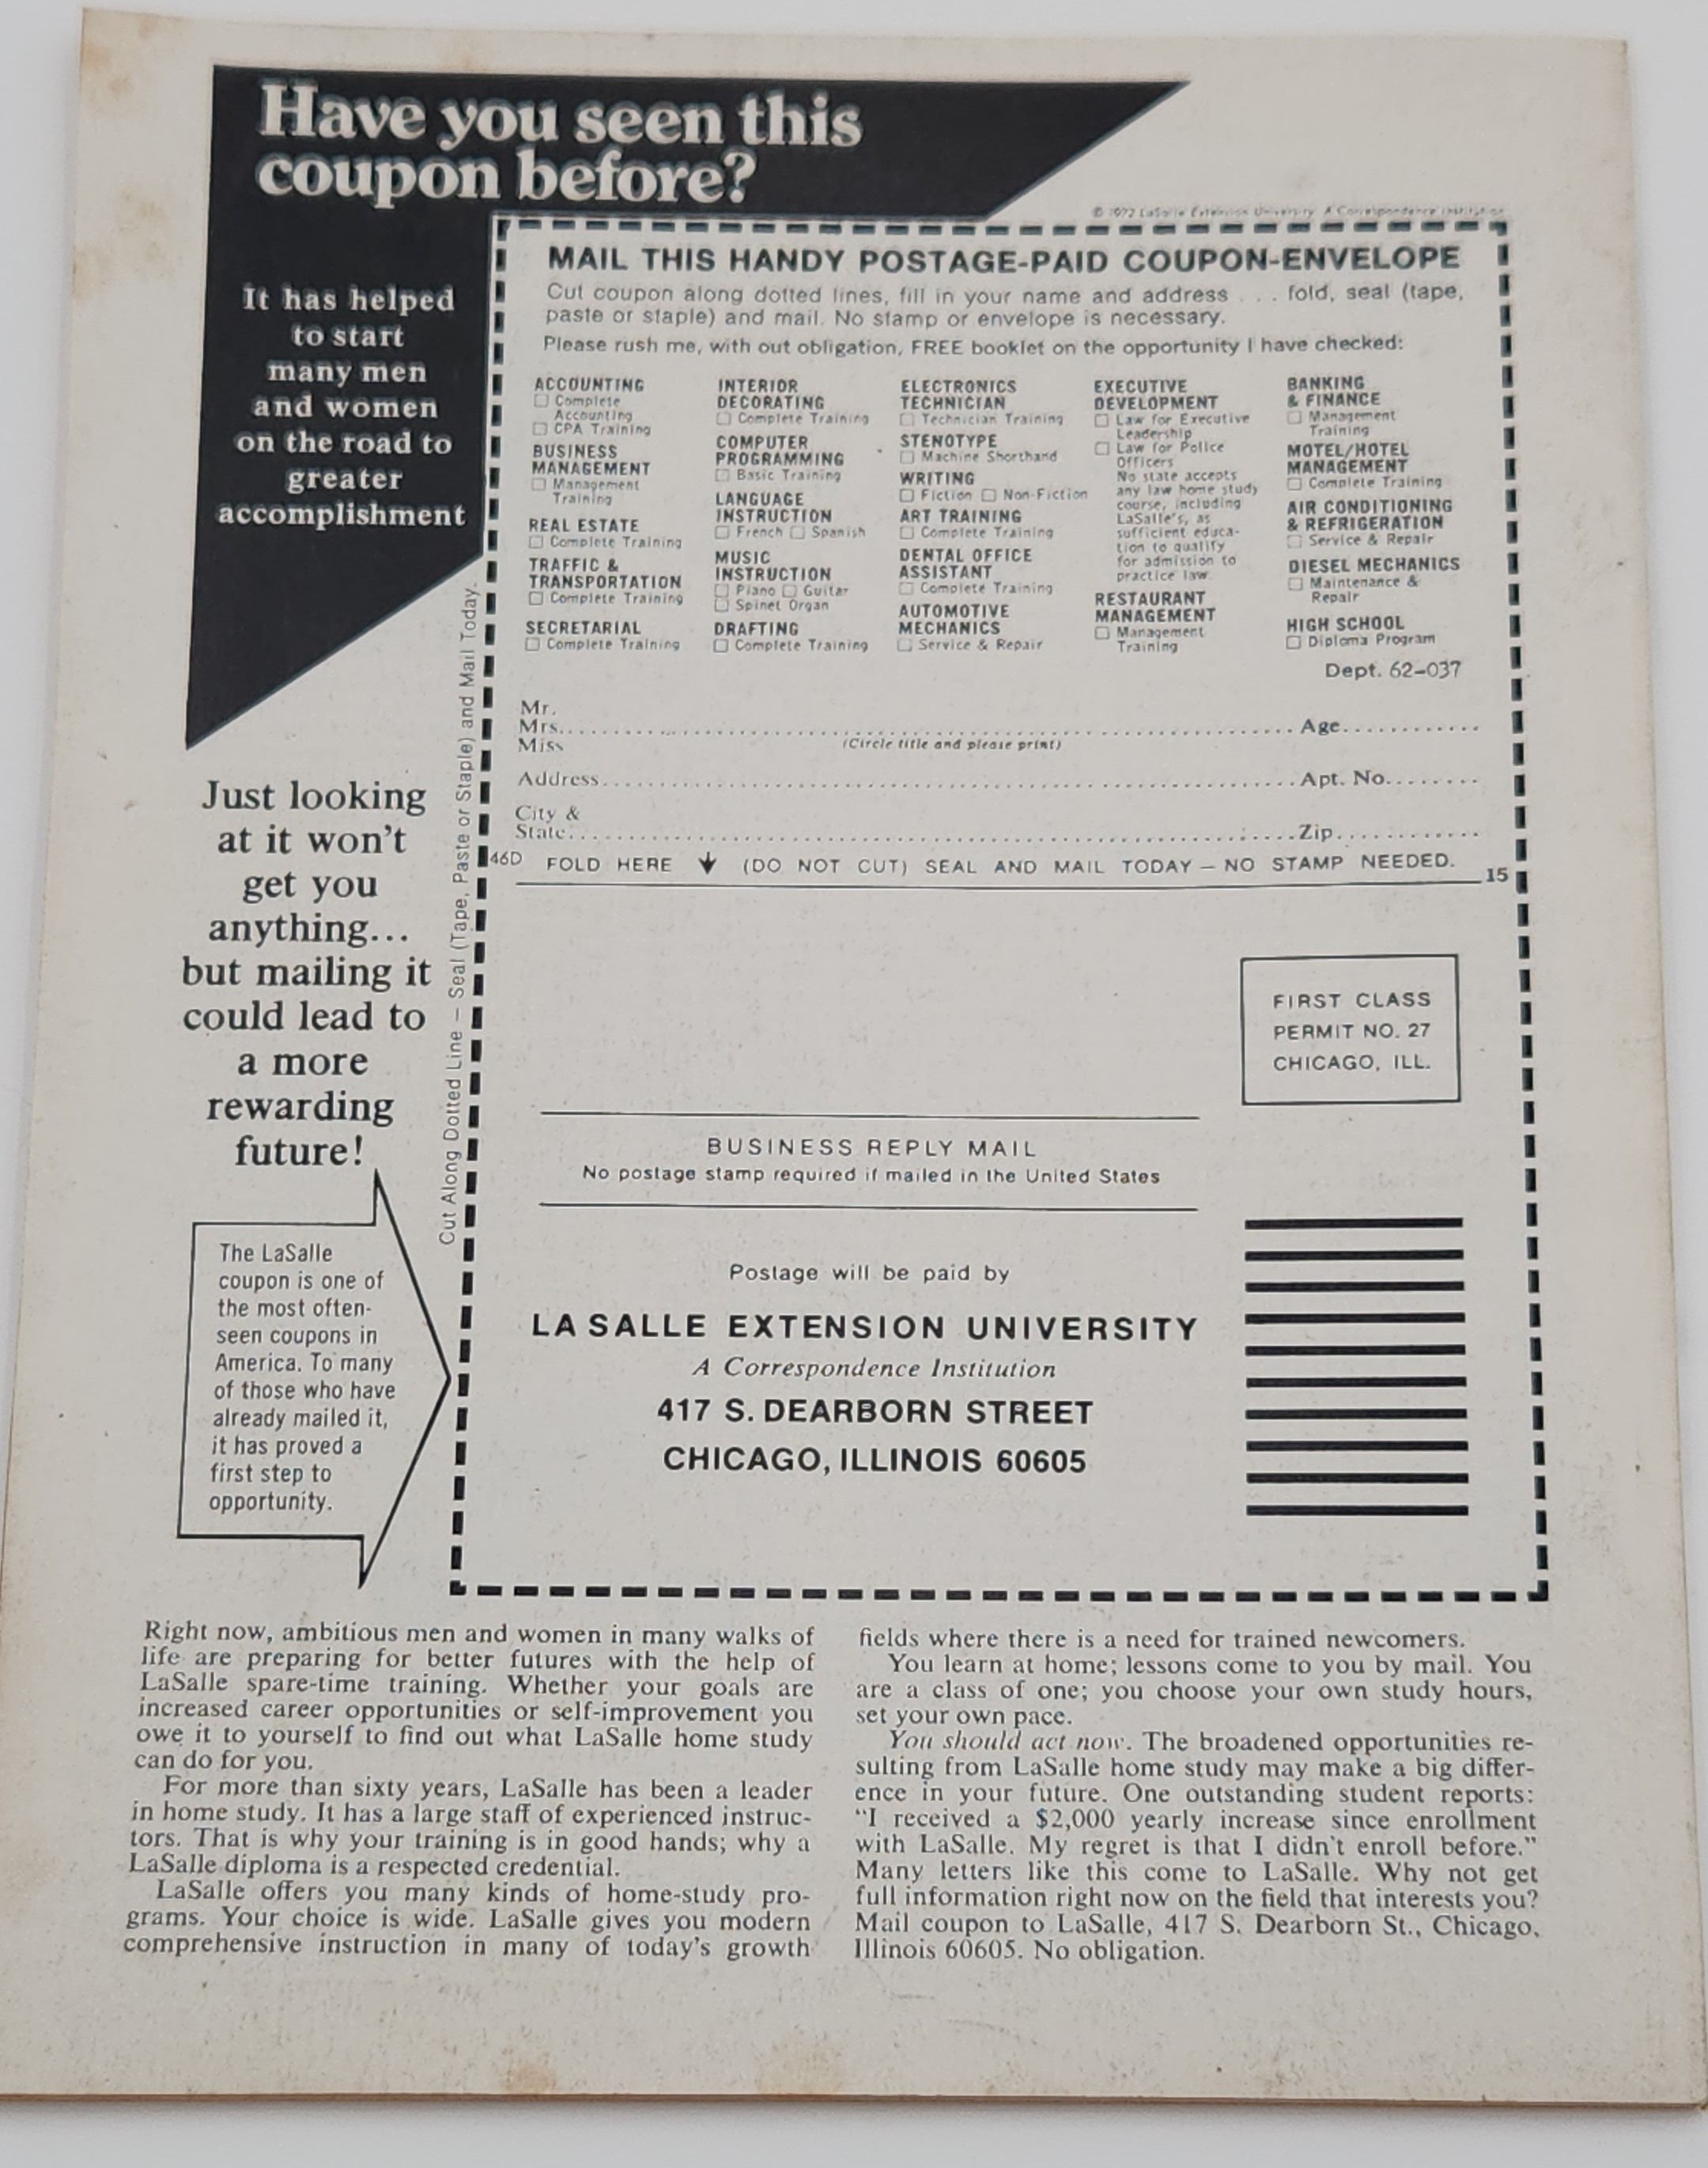 Have you seen this
coupon before?
It has helped
to start
many men
and women
on the road to
greater
accomplishment
Just looking
at it won't
get you
anything...
but mailing it
could lead to
a more
rewarding
future!
The LaSalle
coupon is one of
the most often-
seen coupons in
America. To many
of those who have
already mailed it,
it has proved a
first step to
opportunity.
Cut Along Dotted Line – Seal (Tape, Paste or Staple) and Mail Today.
© 1972 LaSalle Extension University A Correspondence Institution
MAIL THIS HANDY POSTAGE-PAID COUPON-ENVELOPE
Cut coupon along dotted lines, fill in your name and address . . . fold, seal (tape,
paste or staple) and mail. No stamp or envelope is necessary.
Please rush me, with out obligation, FREE booklet on the opportunity I have checked:
ACCOUNTING
☐ Complete
Accounting
☐ CPA Training
BUSINESS
MANAGEMENT
☐ Management
Training
REAL ESTATE
☐ Complete Training
TRAFFIC &
TRANSPORTATION
☐ Complete Training
SECRETARIAL
☐ Complete Training
INTERIOR
DECORATING
☐ Complete Training
COMPUTER
PROGRAMMING
☐ Basic Training
LANGUAGE
INSTRUCTION
☐ French ☐ Spanish
MUSIC
INSTRUCTION
☐ Piano ☐ Guitar
☐ Spinet Organ
DRAFTING
☐ Complete Training
ELECTRONICS
TECHNICIAN
☐ Technician Training
STENOTYPE
☐ Machine Shorthand
WRITING
☐ Fiction ☐ Non-Fiction
ART TRAINING
☐ Complete Training
DENTAL OFFICE
ASSISTANT
☐ Complete Training
AUTOMOTIVE
MECHANICS
☐ Service & Repair
EXECUTIVE
DEVELOPMENT
☐ Law for Executive
Leadership
☐ Law for Police
Officers
No state accepts
any law home study
course, including
LaSalle's, as
sufficient educa-
tion to qualify
for admission to
practice law.
RESTAURANT
MANAGEMENT
☐ Management
Training
BANKING
& FINANCE
☐ Management
Training
MOTEL/HOTEL
MANAGEMENT
☐ Complete Training
AIR CONDITIONING
& REFRIGERATION
☐ Service & Repair
DIESEL MECHANICS
☐ Maintenance &
Repair
HIGH SCHOOL
☐ Diploma Program
Dept. 62–037
Mr.
Mrs.......... Age..........
Miss (Circle title and please print)
Address.......... Apt. No..........
City &
State.......... Zip..........
46D FOLD HERE ↓ (DO NOT CUT) SEAL AND MAIL TODAY – NO STAMP NEEDED. 15
FIRST CLASS
PERMIT NO. 27
CHICAGO, ILL.
BUSINESS REPLY MAIL
No postage stamp required if mailed in the United States
Postage will be paid by
LA SALLE EXTENSION UNIVERSITY
A Correspondence Institution
417 S. DEARBORN STREET
CHICAGO, ILLINOIS 60605
Right now, ambitious men and women in many walks of
life are preparing for better futures with the help of
LaSalle spare-time training. Whether your goals are
increased career opportunities or self-improvement you
owe it to yourself to find out what LaSalle home study
can do for you.
For more than sixty years, LaSalle has been a leader
in home study. It has a large staff of experienced instruc-
tors. That is why your training is in good hands; why a
LaSalle diploma is a respected credential.
LaSalle offers you many kinds of home-study pro-
grams. Your choice is wide. LaSalle gives you modern
comprehensive instruction in many of today's growth
fields where there is a need for trained newcomers.
You learn at home; lessons come to you by mail. You
are a class of one; you choose your own study hours,
set your own pace.
You should act now. The broadened opportunities re-
sulting from LaSalle home study may make a big differ-
ence in your future. One outstanding student reports:
"I received a $2,000 yearly increase since enrollment
with LaSalle. My regret is that I didn't enroll before."
Many letters like this come to LaSalle. Why not get
full information right now on the field that interests you?
Mail coupon to LaSalle, 417 S. Dearborn St., Chicago,
Illinois 60605. No obligation.